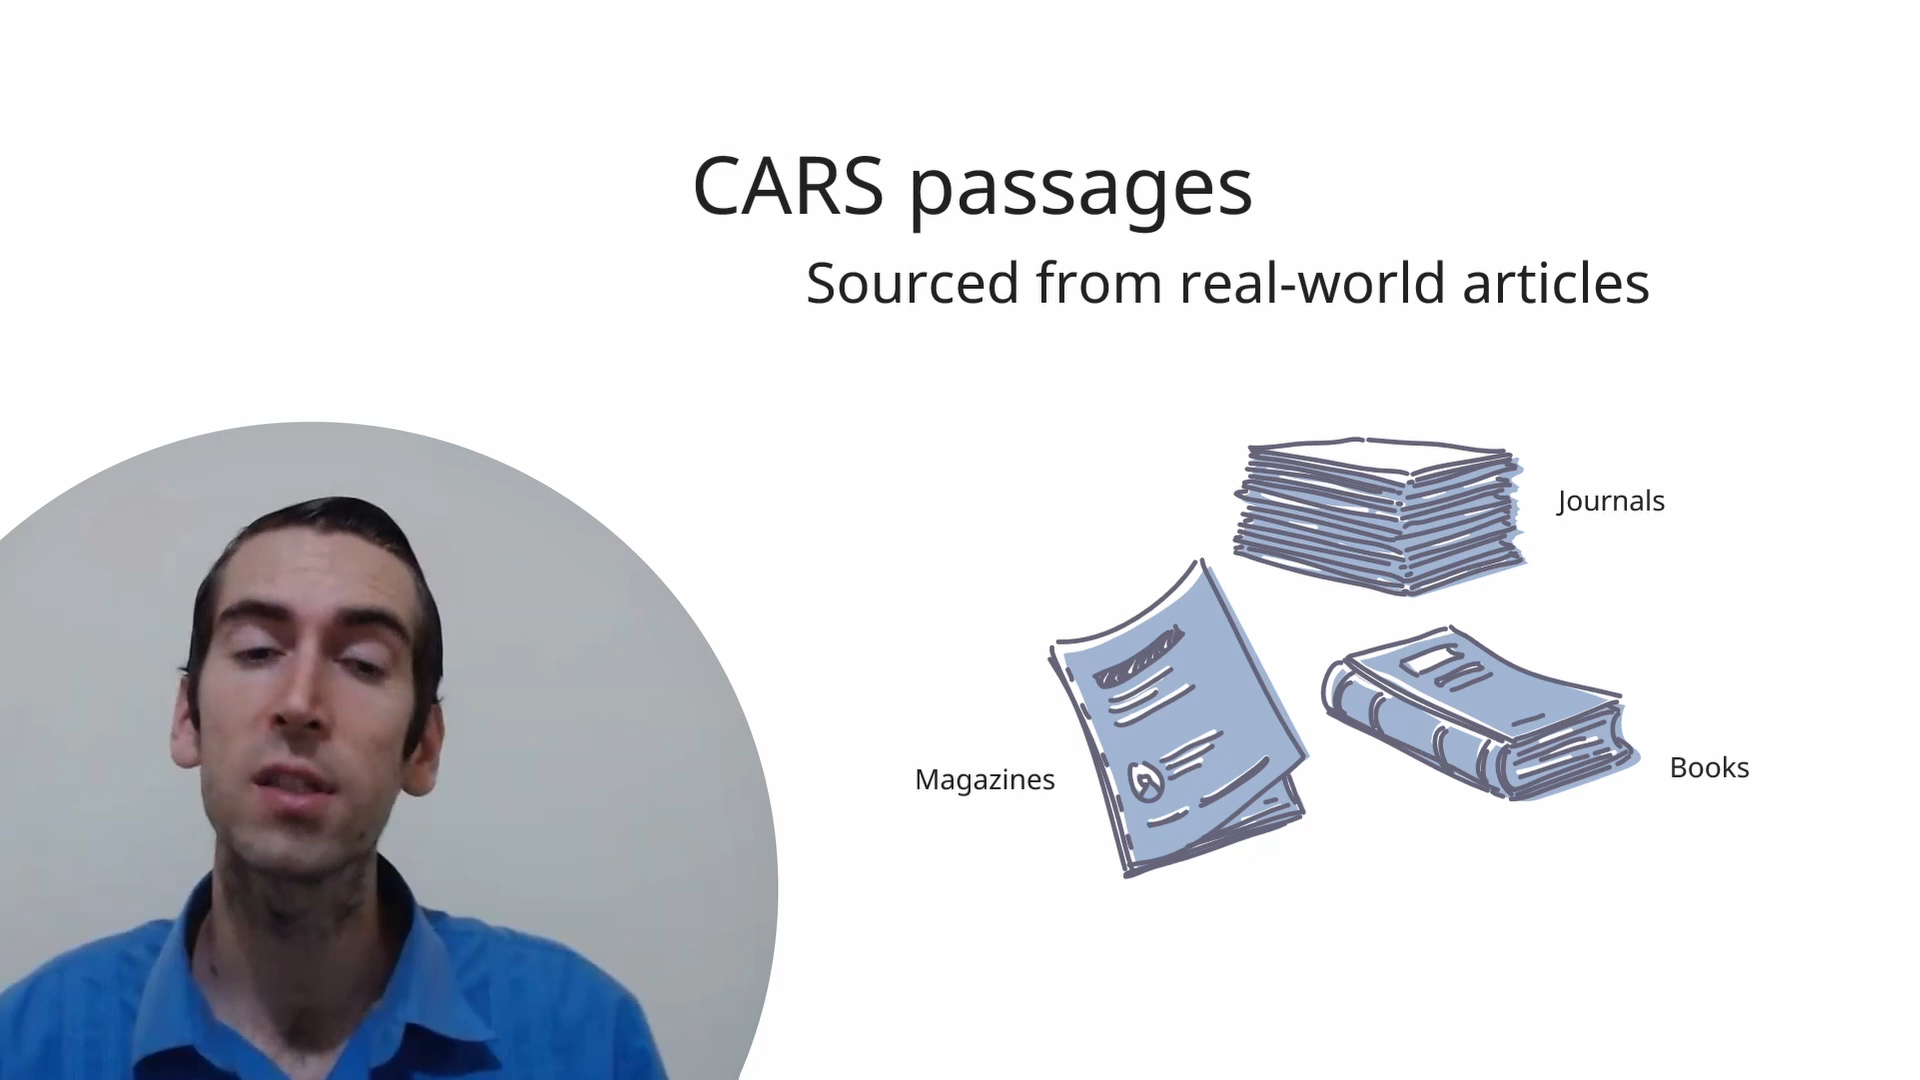 CARS passages
Sourced from real-world articles
Journals
Magazines
Books